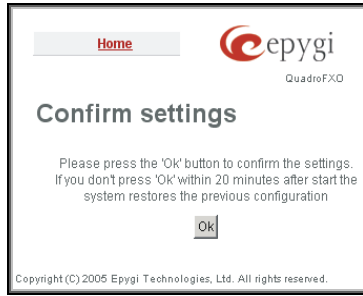 Home
epygi
QuadroFXO
Confirm settings
Please press the 'Ok' button to confirm the settings.
If you don't press 'Ok' within 20 minutes after start the
system restores the previous configuration
Ok
Copyright (C) 2005 Epygi Technologies, Ltd. All rights reserved.